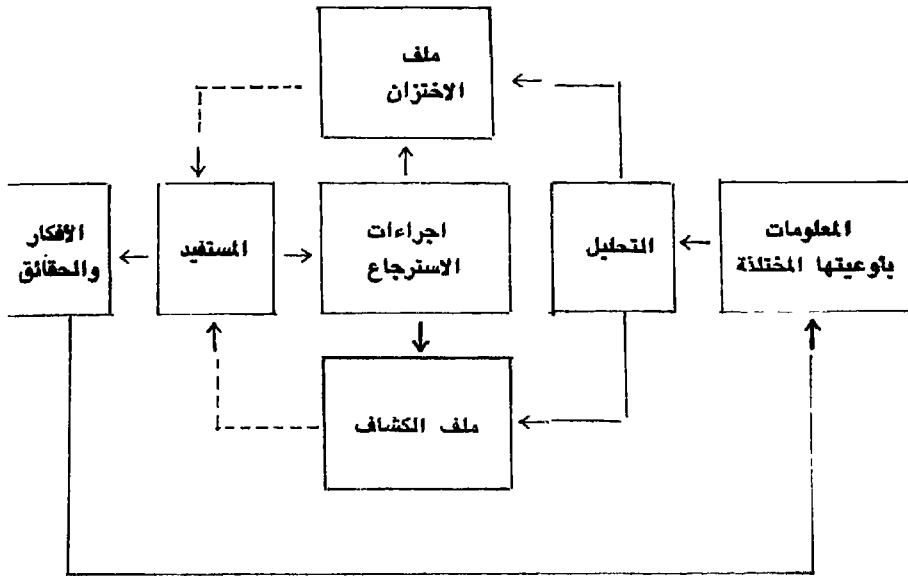 ملف
الاختزان
المعلومات
بأوعيتها المختلفة
التحليل
اجراءات
الاسترجاع
المستفيد
الأفكار
والحقائق
ملف الكشاف